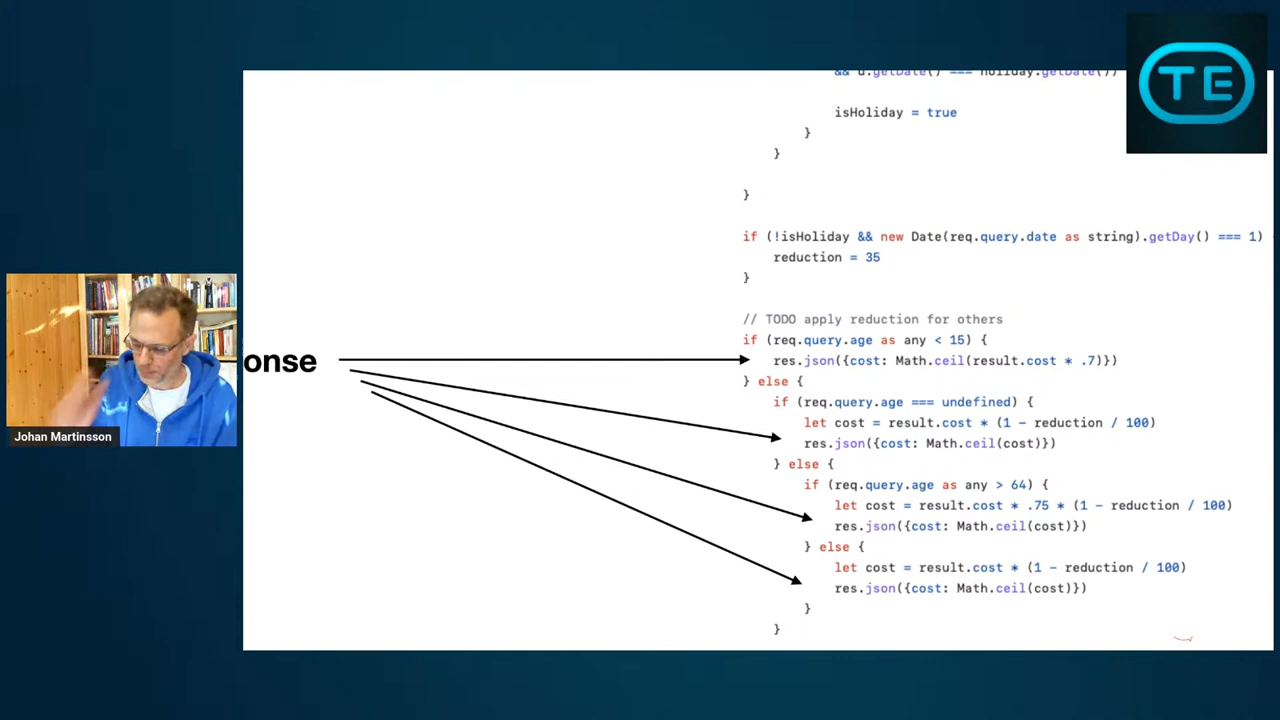 TE
&& d.getDate() === holiday.getDate())
isHoliday = true
}
}
}
if (!isHoliday && new Date(req.query.date as string).getDay() === 1)
reduction = 35
}
// TODO apply reduction for others
if (req.query.age as any < 15) {
res.json({cost: Math.ceil(result.cost * .7)})
} else {
if (req.query.age === undefined) {
let cost = result.cost * (1 - reduction / 100)
res.json({cost: Math.ceil(cost)})
} else {
if (req.query.age as any > 64) {
let cost = result.cost * .75 * (1 - reduction / 100)
res.json({cost: Math.ceil(cost)})
} else {
let cost = result.cost * (1 - reduction / 100)
res.json({cost: Math.ceil(cost)})
}
}
onse
Johan Martinsson